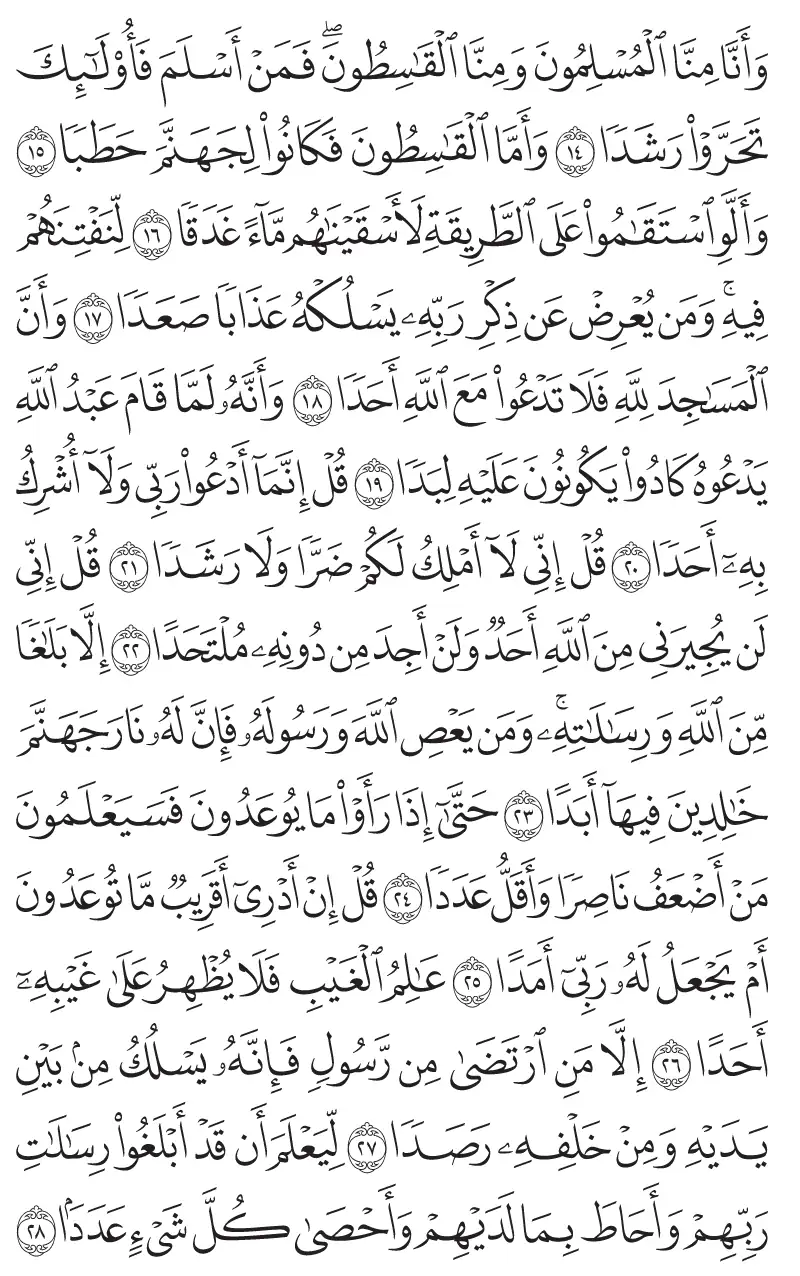 وَأَنَّا مِنَّا ٱلْمُسْلِمُونَ وَمِنَّا ٱلْقَـٰسِطُونَ ۖ فَمَنْ أَسْلَمَ فَأُو۟لَـٰٓئِكَ
تَحَرَّوْا۟ رَشَدًا ١٤ وَأَمَّا ٱلْقَـٰسِطُونَ فَكَانُوا۟ لِجَهَنَّمَ حَطَبًا ١٥
وَأَلَّوِ ٱسْتَقَـٰمُوا۟ عَلَى ٱلطَّرِيقَةِ لَأَسْقَيْنَـٰهُم مَّآءً غَدَقًا ١٦ لِّنَفْتِنَهُمْ
فِيهِ ۚ وَمَن يُعْرِضْ عَن ذِكْرِ رَبِّهِۦ يَسْلُكْهُ عَذَابًا صَعَدًا ١٧ وَأَنَّ
ٱلْمَسَـٰجِدَ لِلَّهِ فَلَا تَدْعُوا۟ مَعَ ٱللَّهِ أَحَدًا ١٨ وَأَنَّهُۥ لَمَّا قَامَ عَبْدُ ٱللَّهِ
يَدْعُوهُ كَادُوا۟ يَكُونُونَ عَلَيْهِ لِبَدًا ١٩ قُلْ إِنَّمَآ أَدْعُوا۟ رَبِّى وَلَآ أُشْرِكُ
بِهِۦٓ أَحَدًا ٢٠ قُلْ إِنِّى لَآ أَمْلِكُ لَكُمْ ضَرًّا وَلَا رَشَدًا ٢١ قُلْ إِنِّى
لَن يُجِيرَنِى مِنَ ٱللَّهِ أَحَدٌ وَلَنْ أَجِدَ مِن دُونِهِۦ مُلْتَحَدًا ٢٢ إِلَّا بَلَـٰغًا
مِّنَ ٱللَّهِ وَرِسَـٰلَـٰتِهِۦ ۚ وَمَن يَعْصِ ٱللَّهَ وَرَسُولَهُۥ فَإِنَّ لَهُۥ نَارَ جَهَنَّمَ
خَـٰلِدِينَ فِيهَآ أَبَدًا ٢٣ حَتَّىٰٓ إِذَا رَأَوْا۟ مَا يُوعَدُونَ فَسَيَعْلَمُونَ
مَنْ أَضْعَفُ نَاصِرًا وَأَقَلُّ عَدَدًا ٢٤ قُلْ إِنْ أَدْرِىٓ أَقَرِيبٌ مَّا تُوعَدُونَ
أَمْ يَجْعَلُ لَهُۥ رَبِّىٓ أَمَدًا ٢٥ عَـٰلِمُ ٱلْغَيْبِ فَلَا يُظْهِرُ عَلَىٰ غَيْبِهِۦٓ
أَحَدًا ٢٦ إِلَّا مَنِ ٱرْتَضَىٰ مِن رَّسُولٍ فَإِنَّهُۥ يَسْلُكُ مِنۢ بَيْنِ
يَدَيْهِ وَمِنْ خَلْفِهِۦ رَصَدًا ٢٧ لِّيَعْلَمَ أَن قَدْ أَبْلَغُوا۟ رِسَـٰلَـٰتِ
رَبِّهِمْ وَأَحَاطَ بِمَا لَدَيْهِمْ وَأَحْصَىٰ كُلَّ شَىْءٍ عَدَدًۢا ٢٨